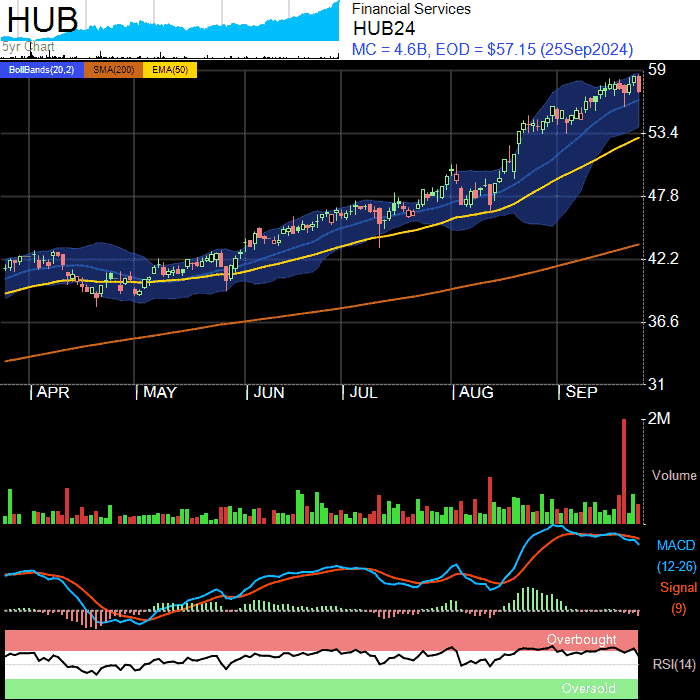 HUB
5yr Chart
Financial Services
HUB24
MC = 4.6B, EOD = $57.15 (25Sep2024)
BollBands(20,2) SMA(200) EMA(50)
59
53.4
47.8
42.2
36.6
31
APR MAY JUN JUL AUG SEP
2M
Volume
MACD
(12-26)
Signal
(9)
Overbought
RSI(14)
Oversold